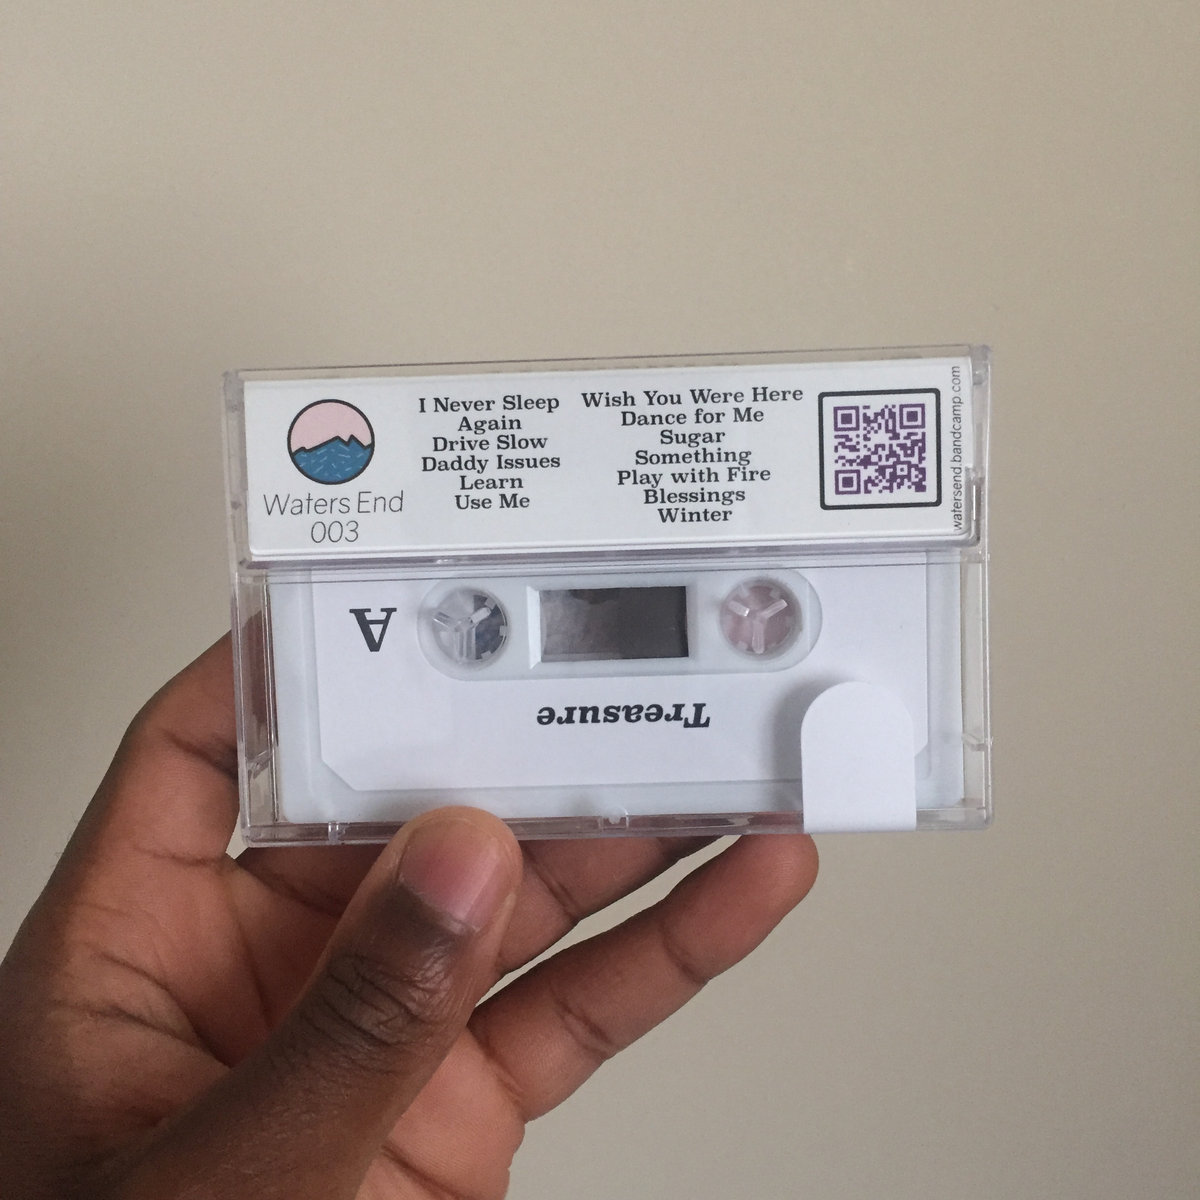 Waters End
003
I Never Sleep
Again
Drive Slow
Daddy Issues
Learn
Use Me
Wish You Were Here
Dance for Me
Sugar
Something
Play with Fire
Blessings
Winter
watersend.bandcamp.com
A
Treasure